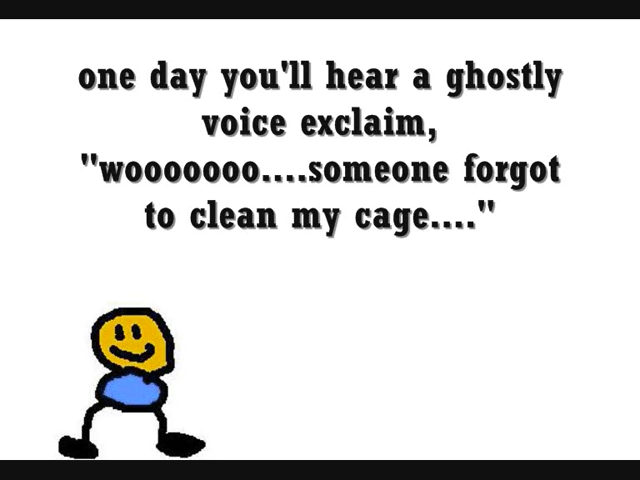 one day you'll hear a ghostly
voice exclaim,
"wooooooo....someone forgot
to clean my cage...."